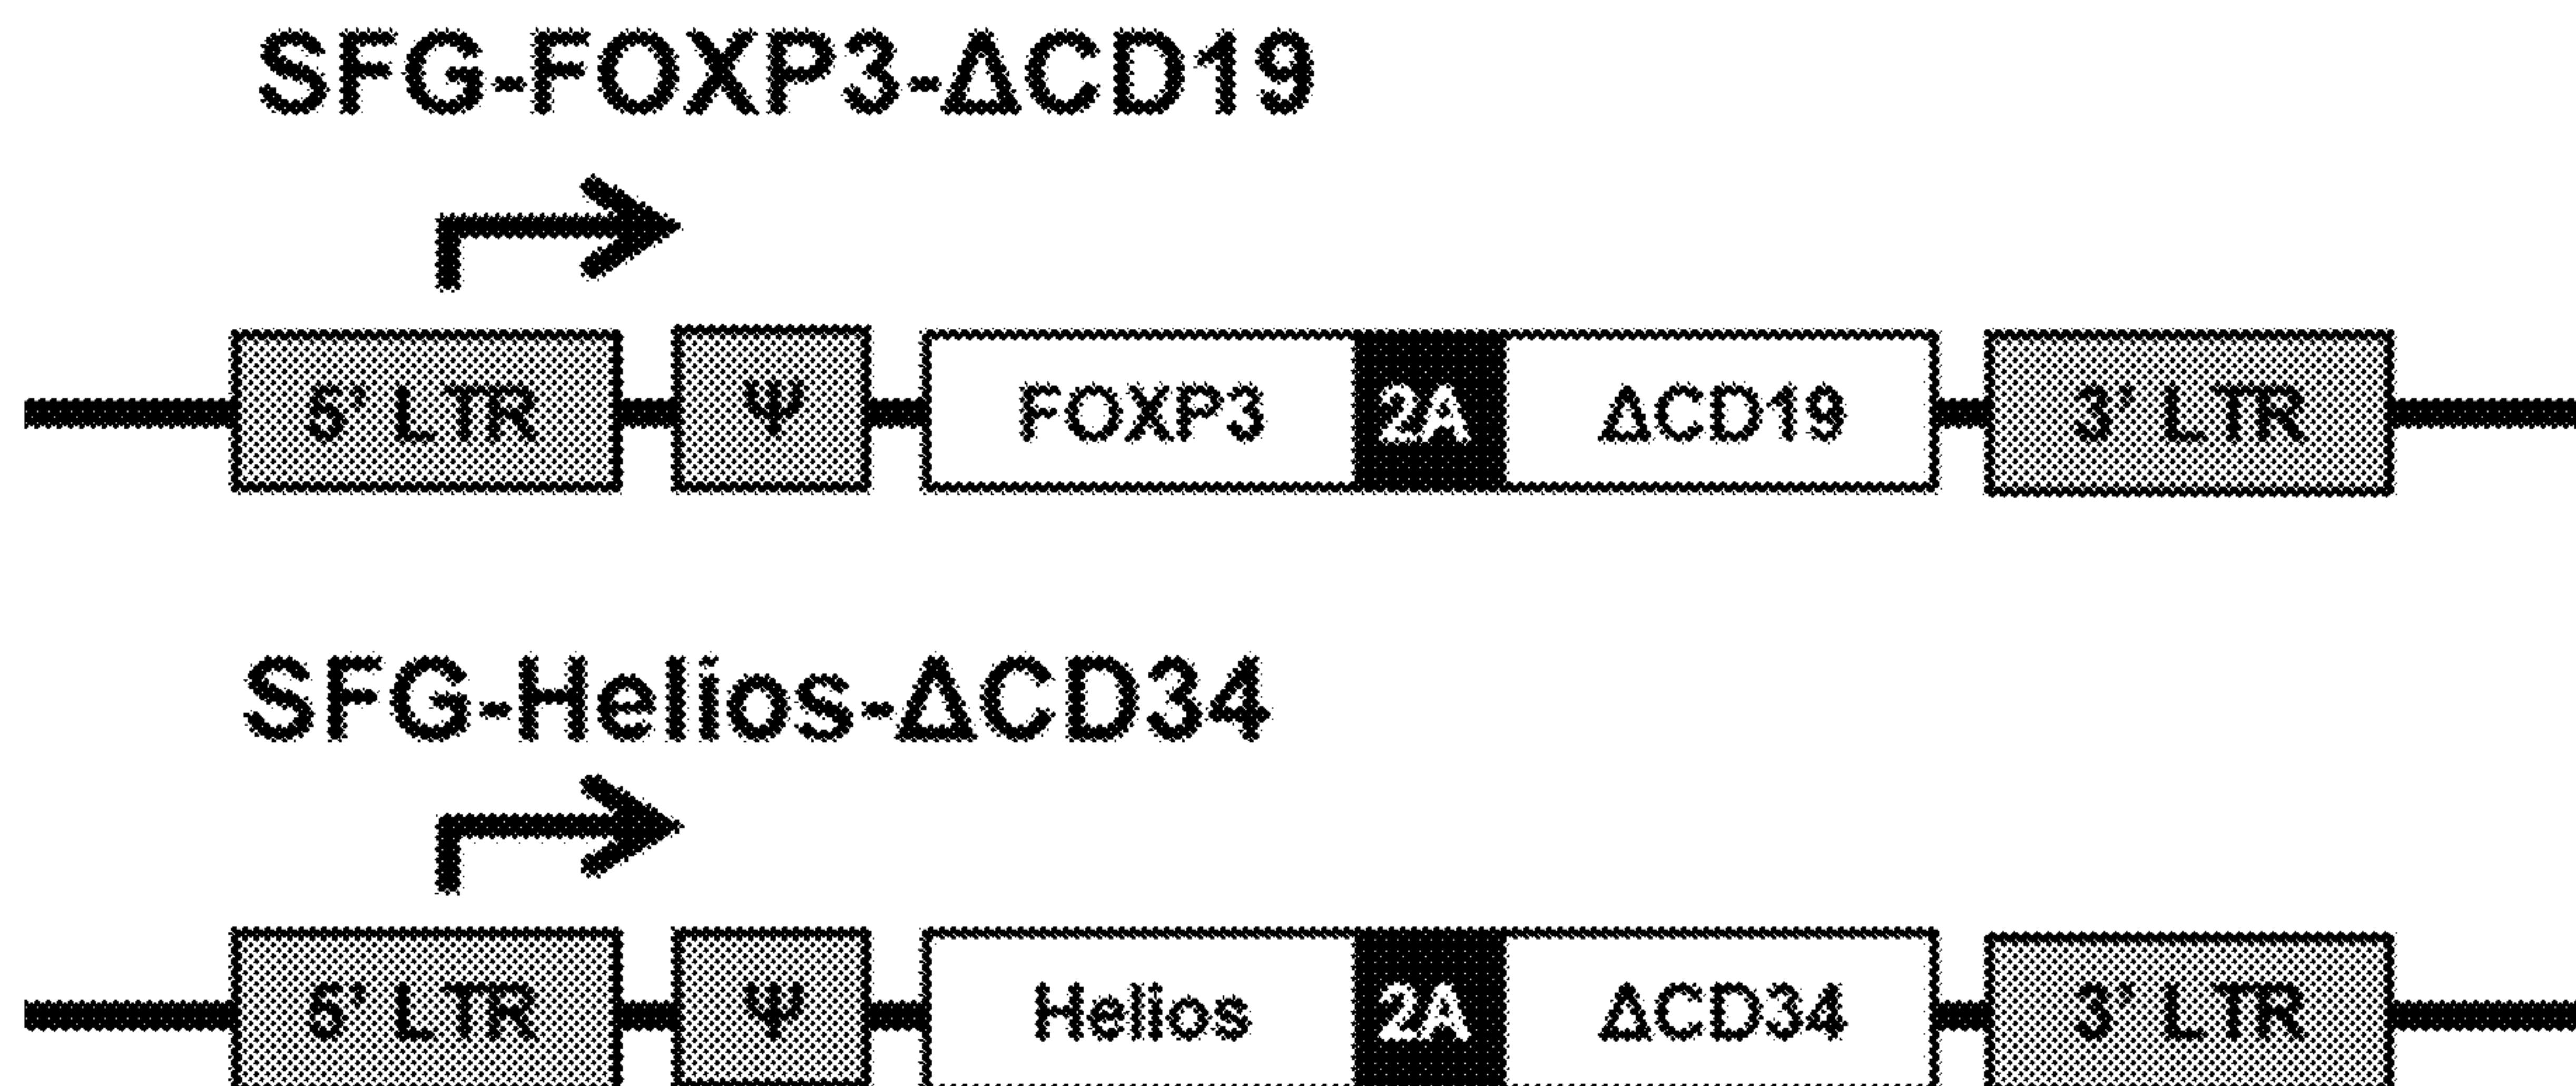 SFG-FOXP3-ΔCD19
5' LTR Ψ FOXP3 2A ΔCD19 3' LTR
SFG-Helios-ΔCD34
5' LTR Ψ Helios 2A ΔCD34 3' LTR